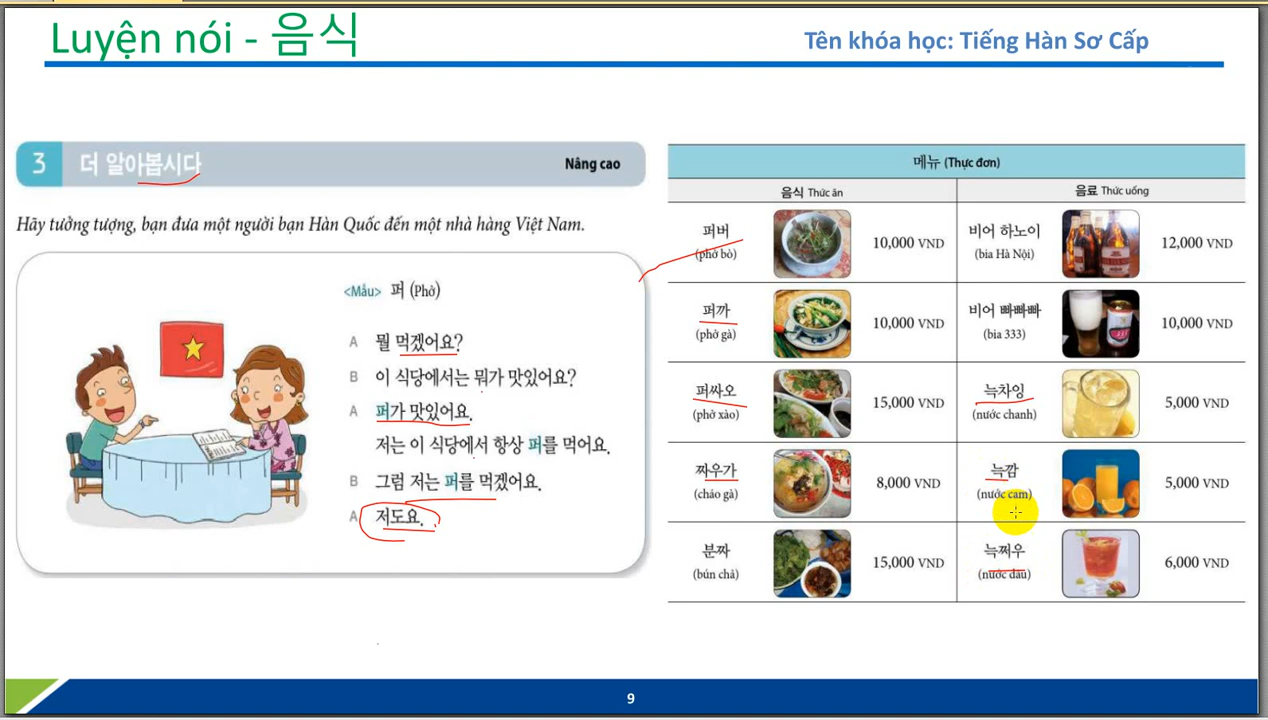 Luyện nói - 음식
Tên khóa học: Tiếng Hàn Sơ Cấp
3 더 알아봅시다 Nâng cao
Hãy tưởng tượng, bạn đưa một người bạn Hàn Quốc đến một nhà hàng Việt Nam.
<Mẫu> 퍼 (Phở)
A 뭘 먹겠어요?
B 이 식당에서는 뭐가 맛있어요?
A 퍼가 맛있어요.
저는 이 식당에서 항상 퍼를 먹어요.
B 그럼 저는 퍼를 먹겠어요.
A 저도요.
메뉴 (Thực đơn)
음식 Thức ăn
음료 Thức uống
퍼버
(phở bò)
10,000 VND
비어 하노이
(bia Hà Nội)
12,000 VND
퍼까
(phở gà)
10,000 VND
비어 빠빠빠
(bia 333)
10,000 VND
퍼싸오
(phở xào)
15,000 VND
늑차잉
(nước chanh)
5,000 VND
짜우가
(cháo gà)
8,000 VND
늑깜
(nước cam)
5,000 VND
분짜
(bún chả)
15,000 VND
늑쩌우
(nước dâu)
6,000 VND
9